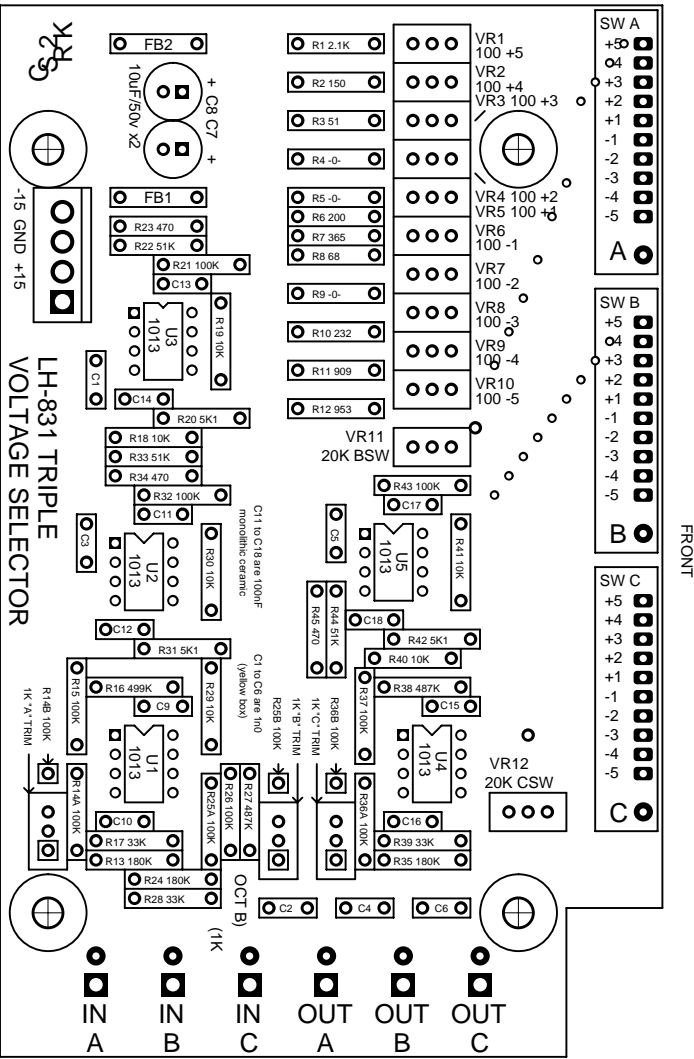 C
S
2
R
1
K
FB2
+ C8 C7 +
10uF/50v x2
FB1
-15 GND +15
R1 2.1K
R2 150
R3 51
R4 -0-
R5 -0-
R6 200
R7 365
R8 68
R9 -0-
R10 232
R11 909
R12 953
VR1
100 +5
VR2
100 +4
VR3 100 +3
VR4 100 +2
VR5 100 +1
VR6
100 -1
VR7
100 -2
VR8
100 -3
VR9
100 -4
VR10
100 -5
VR11
20K BSW
SW A
+5
+4
+3
+2
+1
-1
-2
-3
-4
-5
A
SW B
+5
+4
+3
+2
+1
-1
-2
-3
-4
-5
B
SW C
+5
+4
+3
+2
+1
-1
-2
-3
-4
-5
C
FRONT
R23 470
R22 51K
R21 100K
C13
U3
1013
R19 10K
C1
C14
R20 5K1
R18 10K
R33 51K
R34 470
R32 100K
C11
LH-831 TRIPLE
VOLTAGE SELECTOR
C3
U2
1013
R30 10K
C11 to C18 are 100nF
monolithic ceramic
C12
R31 5K1
R15 100K
R16 499K
C9
R29 10K
C1 to C6 are 1n0
(yellow box)
R43 100K
C17
C5
U5
1013
R41 10K
R45 470
R44 51K
C18
R42 5K1
R40 10K
R37 100K
R38 487K
C15
R14B 100K
1K "A" TRIM
R25B 100K
1K "B" TRIM
1K "C" TRIM
R36B 100K
U1
1013
U4
1013
VR12
20K CSW
R14A 100K
C10
R17 33K
R13 180K
R25A 100K
R26 100K
R27 487K
R36A 100K
C16
R39 33K
R35 180K
R24 180K
R28 33K
(1K
OCT B)
C2
C4
C6
IN
A
IN
B
IN
C
OUT
A
OUT
B
OUT
C